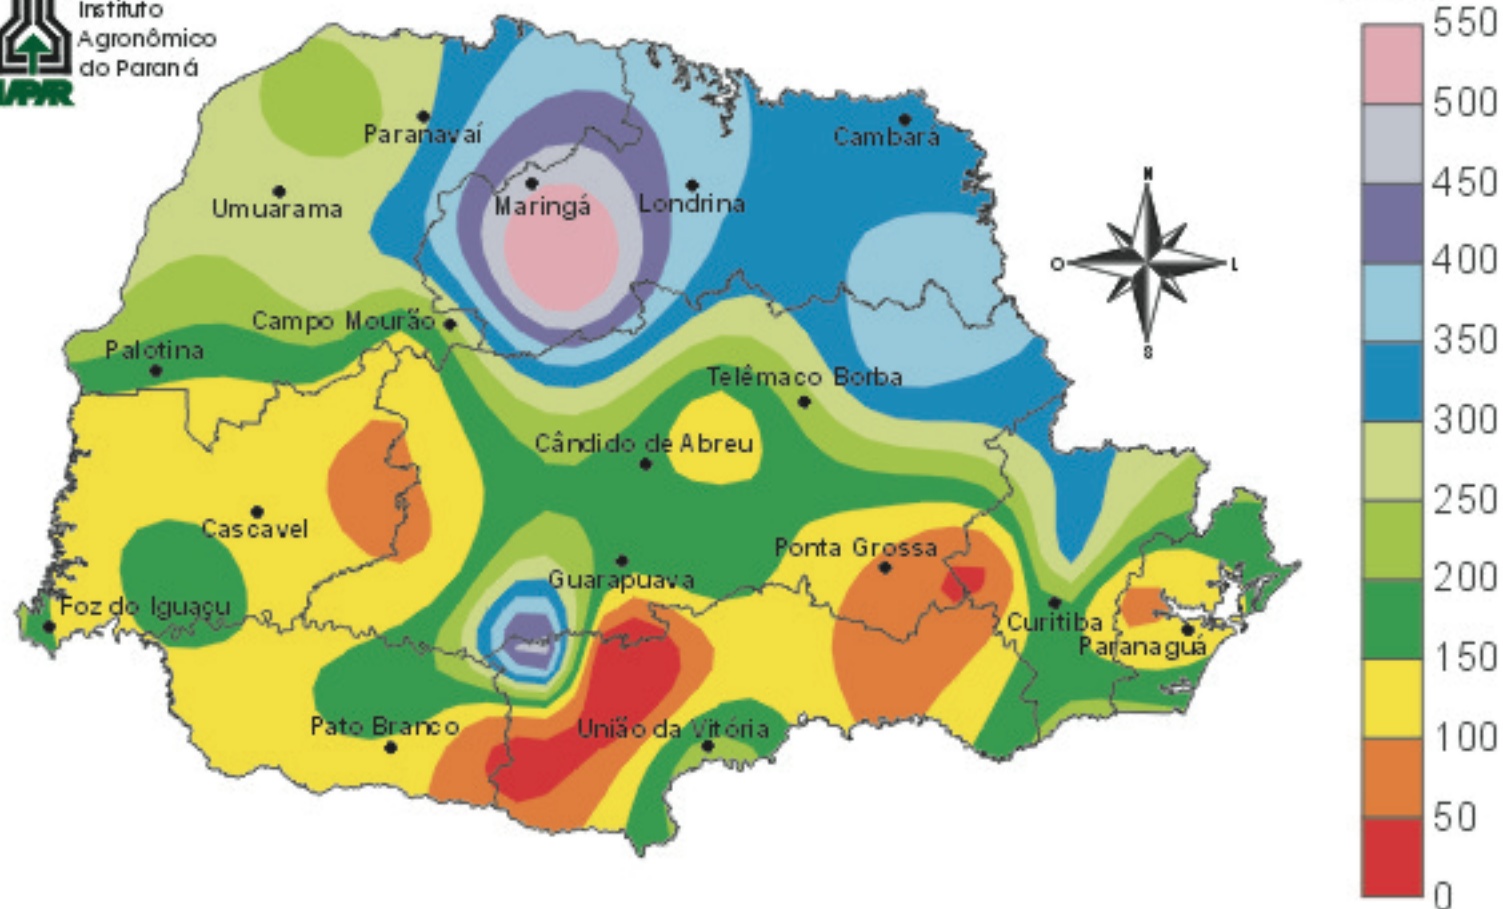 Instituto
Agronômico
do Paraná
IAPAR
Paranavaí
Cambará
Umuarama
Maringá
Londrina
N
O
L
S
Campo Mourão
Palotina
Telêmaco Borba
Cândido de Abreu
Cascavel
Ponta Grossa
Guarapuava
Foz do Iguaçu
Curitiba
Paranaguá
Pato Branco
União da Vitória
550
500
450
400
350
300
250
200
150
100
50
0